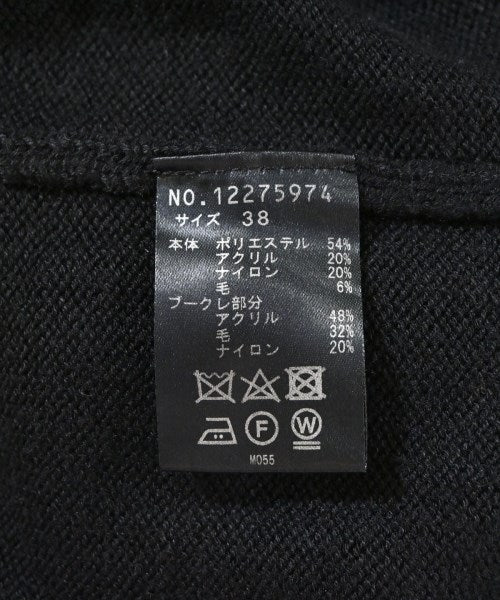 NO.12275974
サイズ 38
本体 ポリエステル 54%
アクリル 20%
ナイロン 20%
毛 6%
ブークレ部分
アクリル 48%
毛 32%
ナイロン 20%
F W
M055